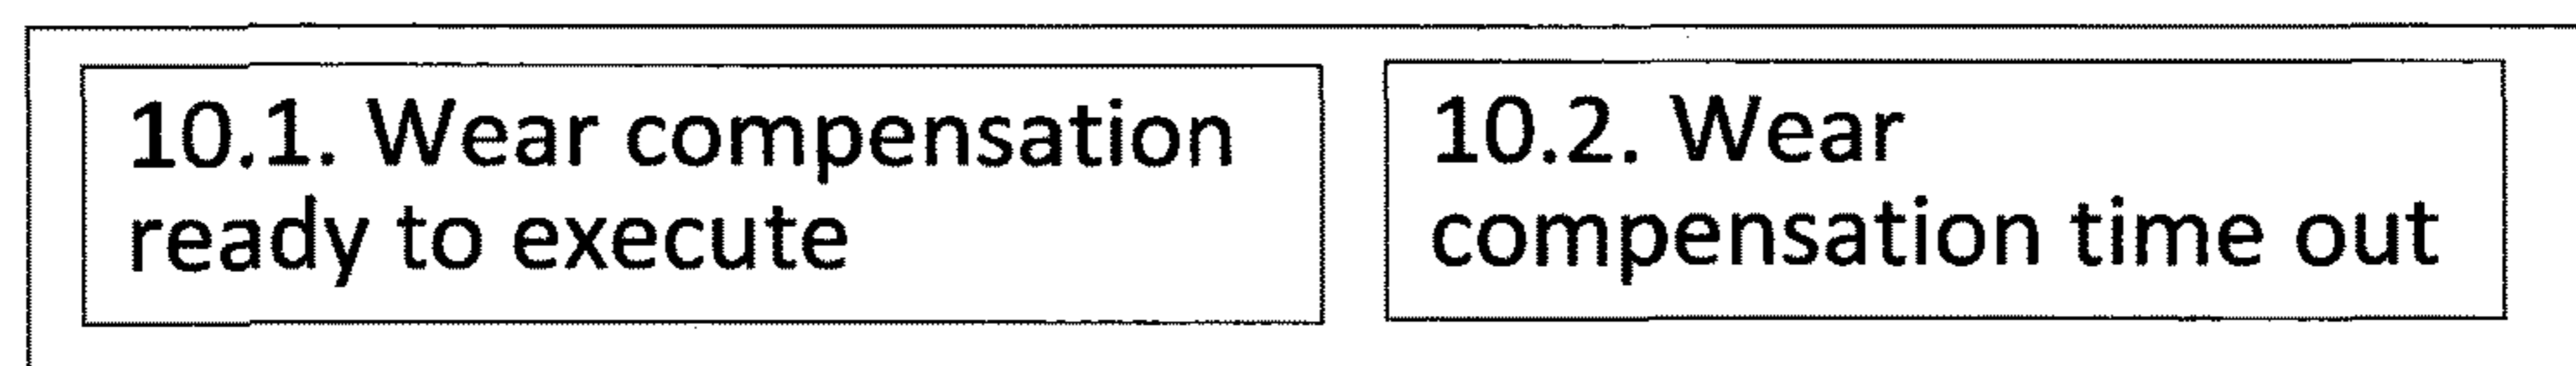 10.1. Wear compensation
ready to execute
10.2. Wear
compensation time out